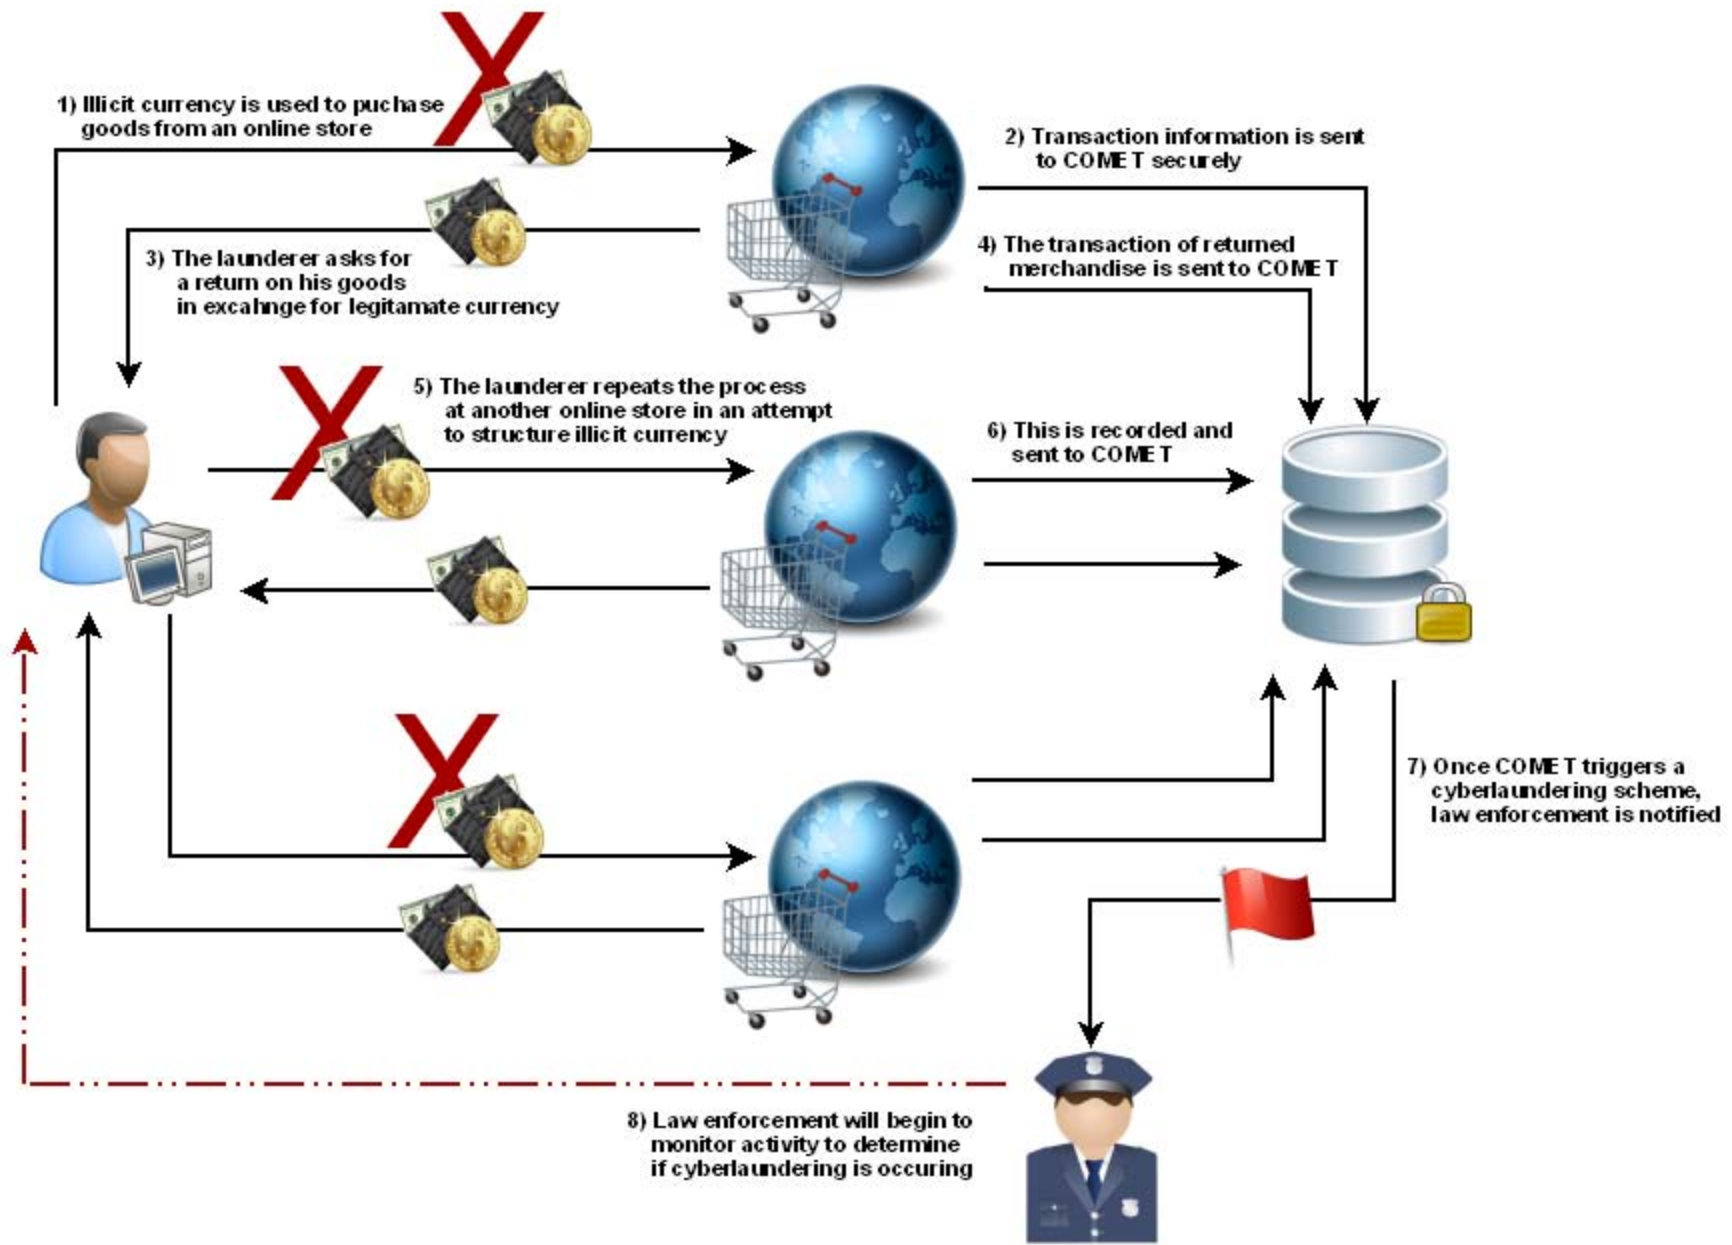 1) Illicit currency is used to puchase
goods from an online store
2) Transaction information is sent
to COMET securely
3) The launderer asks for
a return on his goods
in excahnge for legitamate currency
4) The transaction of returned
merchandise is sent to COMET
5) The launderer repeats the process
at another online store in an attempt
to structure illicit currency
6) This is recorded and
sent to COMET
7) Once COMET triggers a
cyberlaundering scheme,
law enforcement is notified
8) Law enforcement will begin to
monitor activity to determine
if cyberlaundering is occuring